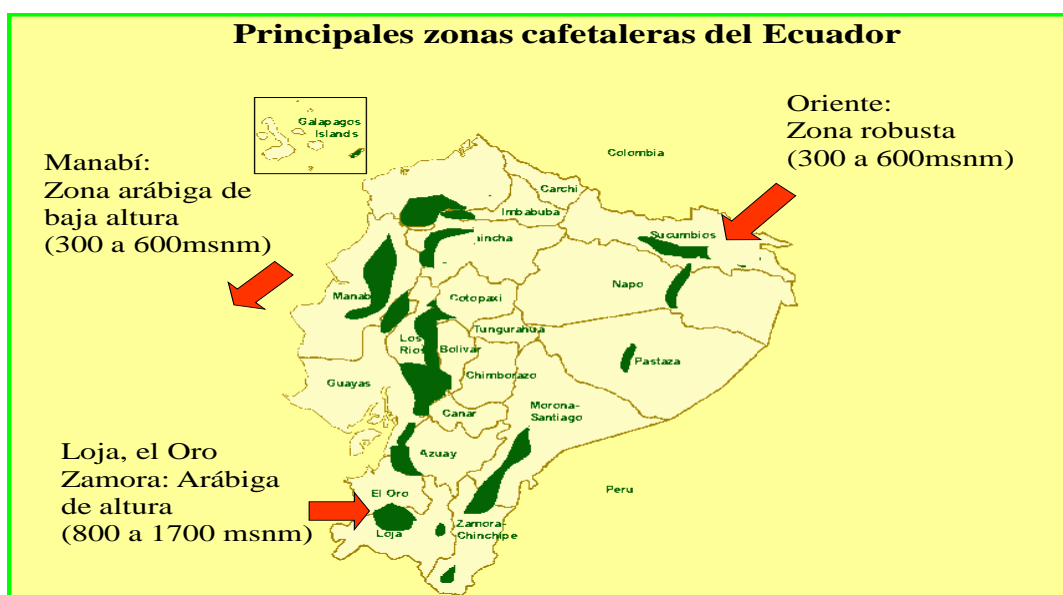 Principales zonas cafetaleras del Ecuador
Oriente:
Zona robusta
(300 a 600msnm)
Galapagos
Islands
Colombia
Manabí:
Zona arábiga de
baja altura
(300 a 600msnm)
Carchi
Imbabuba
incha
Sucumbios
Napo
Manab
Cotopaxi
Tungurahua
Los
Rios
Bolivar
Pastaza
Chimborazo
Guayas
Morona-
Santiago
Canar
Loja, el Oro
Zamora: Arábiga
de altura
(800 a 1700 msnm)
Azuay
El Oro
Peru
Zamora-
Chinchipe
Loja